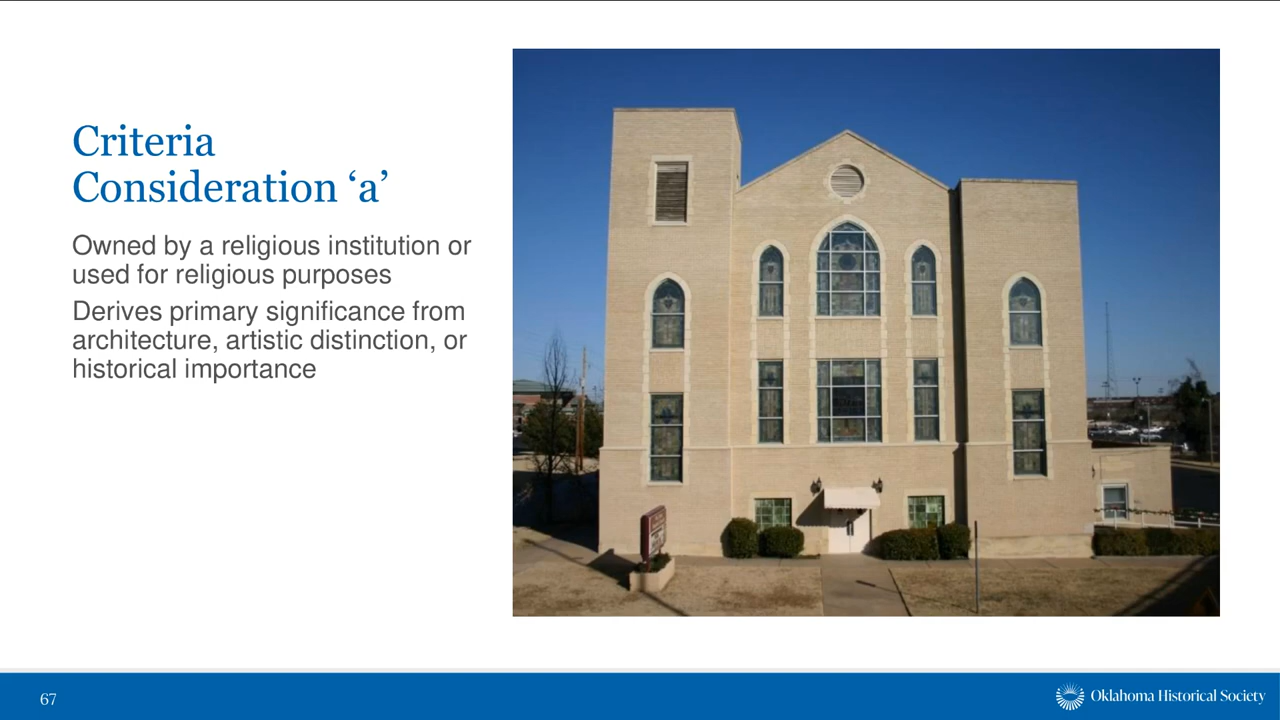 Criteria
Consideration ‘a’
Owned by a religious institution or
used for religious purposes
Derives primary significance from
architecture, artistic distinction, or
historical importance
67
Oklahoma Historical Society